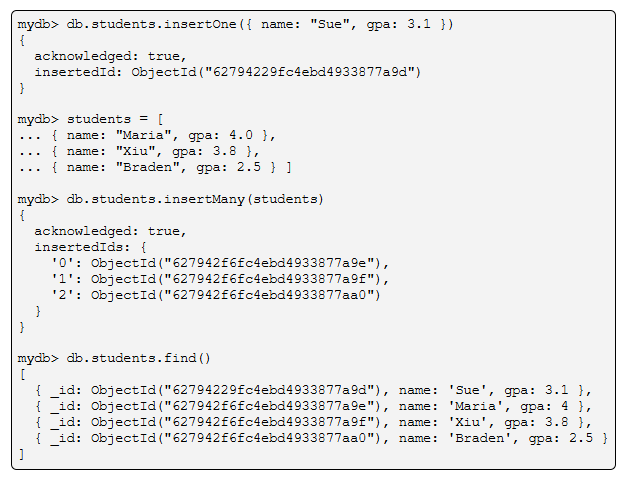 mydb> db.students.insertOne({ name: "Sue", gpa: 3.1 })
{
  acknowledged: true,
  insertedId: ObjectId("62794229fc4ebd4933877a9d")
}

mydb> students = [
... { name: "Maria", gpa: 4.0 },
... { name: "Xiu", gpa: 3.8 },
... { name: "Braden", gpa: 2.5 } ]

mydb> db.students.insertMany(students)
{
  acknowledged: true,
  insertedIds: {
    '0': ObjectId("627942f6fc4ebd4933877a9e"),
    '1': ObjectId("627942f6fc4ebd4933877a9f"),
    '2': ObjectId("627942f6fc4ebd4933877aa0")
  }
}

mydb> db.students.find()
[
  { _id: ObjectId("62794229fc4ebd4933877a9d"), name: 'Sue', gpa: 3.1 },
  { _id: ObjectId("627942f6fc4ebd4933877a9e"), name: 'Maria', gpa: 4 },
  { _id: ObjectId("627942f6fc4ebd4933877a9f"), name: 'Xiu', gpa: 3.8 },
  { _id: ObjectId("627942f6fc4ebd4933877aa0"), name: 'Braden', gpa: 2.5 }
]